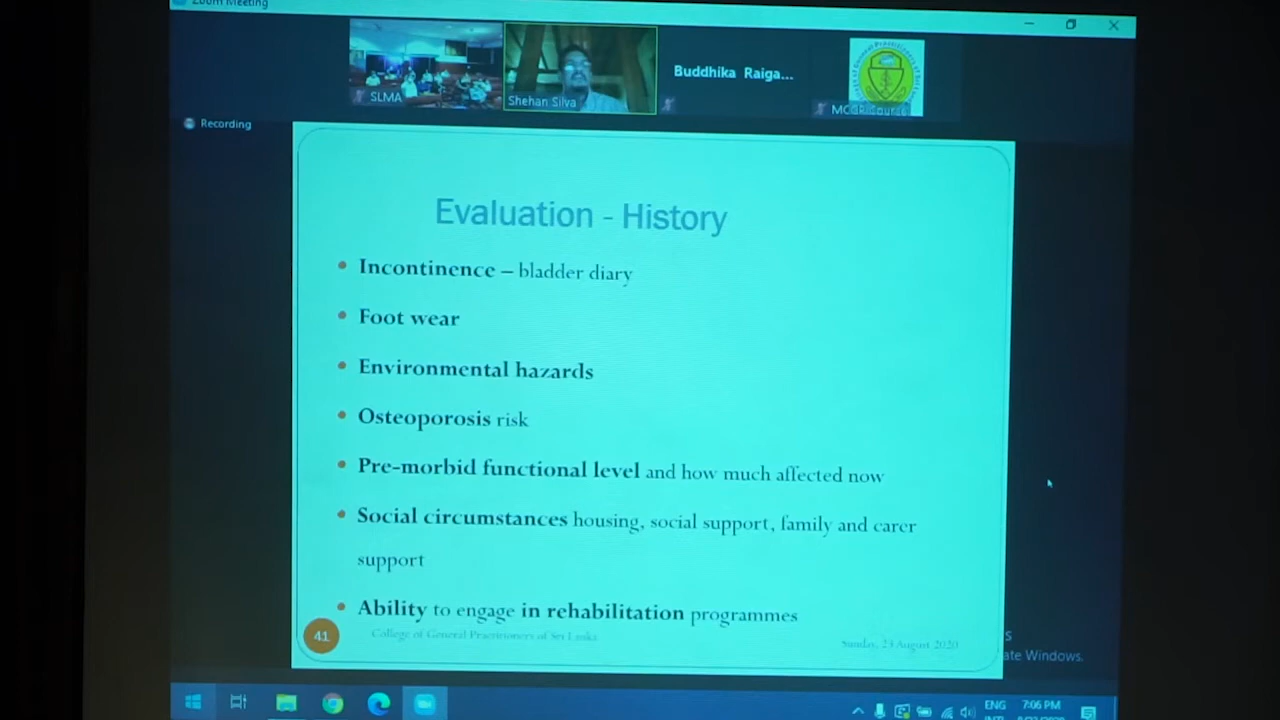 Zoom Meeting
SLMA
Shehan Silva
Buddhika Raiga...
Recording
Evaluation - History
Incontinence – bladder diary
Foot wear
Environmental hazards
Osteoporosis risk
Pre-morbid functional level and how much affected now
Social circumstances housing, social support, family and carer
support
Ability to engage in rehabilitation programmes
41
College of General Practitioners of Sri Lanka
Sunday, 23 August 2020
ate Windows.
ENG
7:06 PM